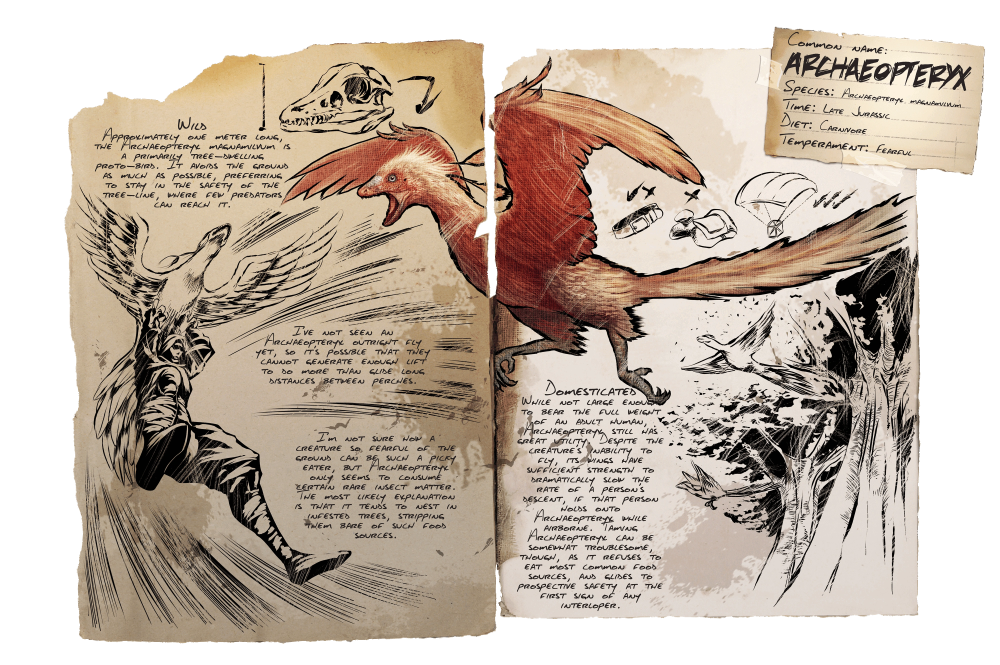 Common name:
Archaeopteryx
Species: Archaeopteryx magnamilvum
Time: Late Jurassic
Diet: Carnivore
Temperament: Fearful
Wild
Approximately one meter long,
the Archaeopteryx magnamilvum is
a primarily tree-dwelling
proto-bird. It avoids the ground
as much as possible, preferring
to stay in the safety of the
tree-line, where few predators
can reach it.
I've not seen an
Archaeopteryx outright fly
yet, so it's possible that they
cannot generate enough lift
to do more than glide long
distances between perches.
I'm not sure how a
creature so fearful of the
ground can be such a picky
eater, but Archaeopteryx
only seems to consume
certain rare insect matter.
The most likely explanation
is that it tends to nest in
infested trees, stripping
them bare of such food
sources.
Domesticated
While not large enough
to bear the full weight
of an adult human,
Archaeopteryx still has
great utility. Despite the
creature's inability to
fly, its wings have
sufficient strength to
dramatically slow the
rate of a person's
descent, if that person
holds onto
Archaeopteryx while
airborne. Taming
Archaeopteryx can be
somewhat troublesome,
though, as it refuses to
eat most common food
sources, and glides to
prospective safety at the
first sign of any
interloper.